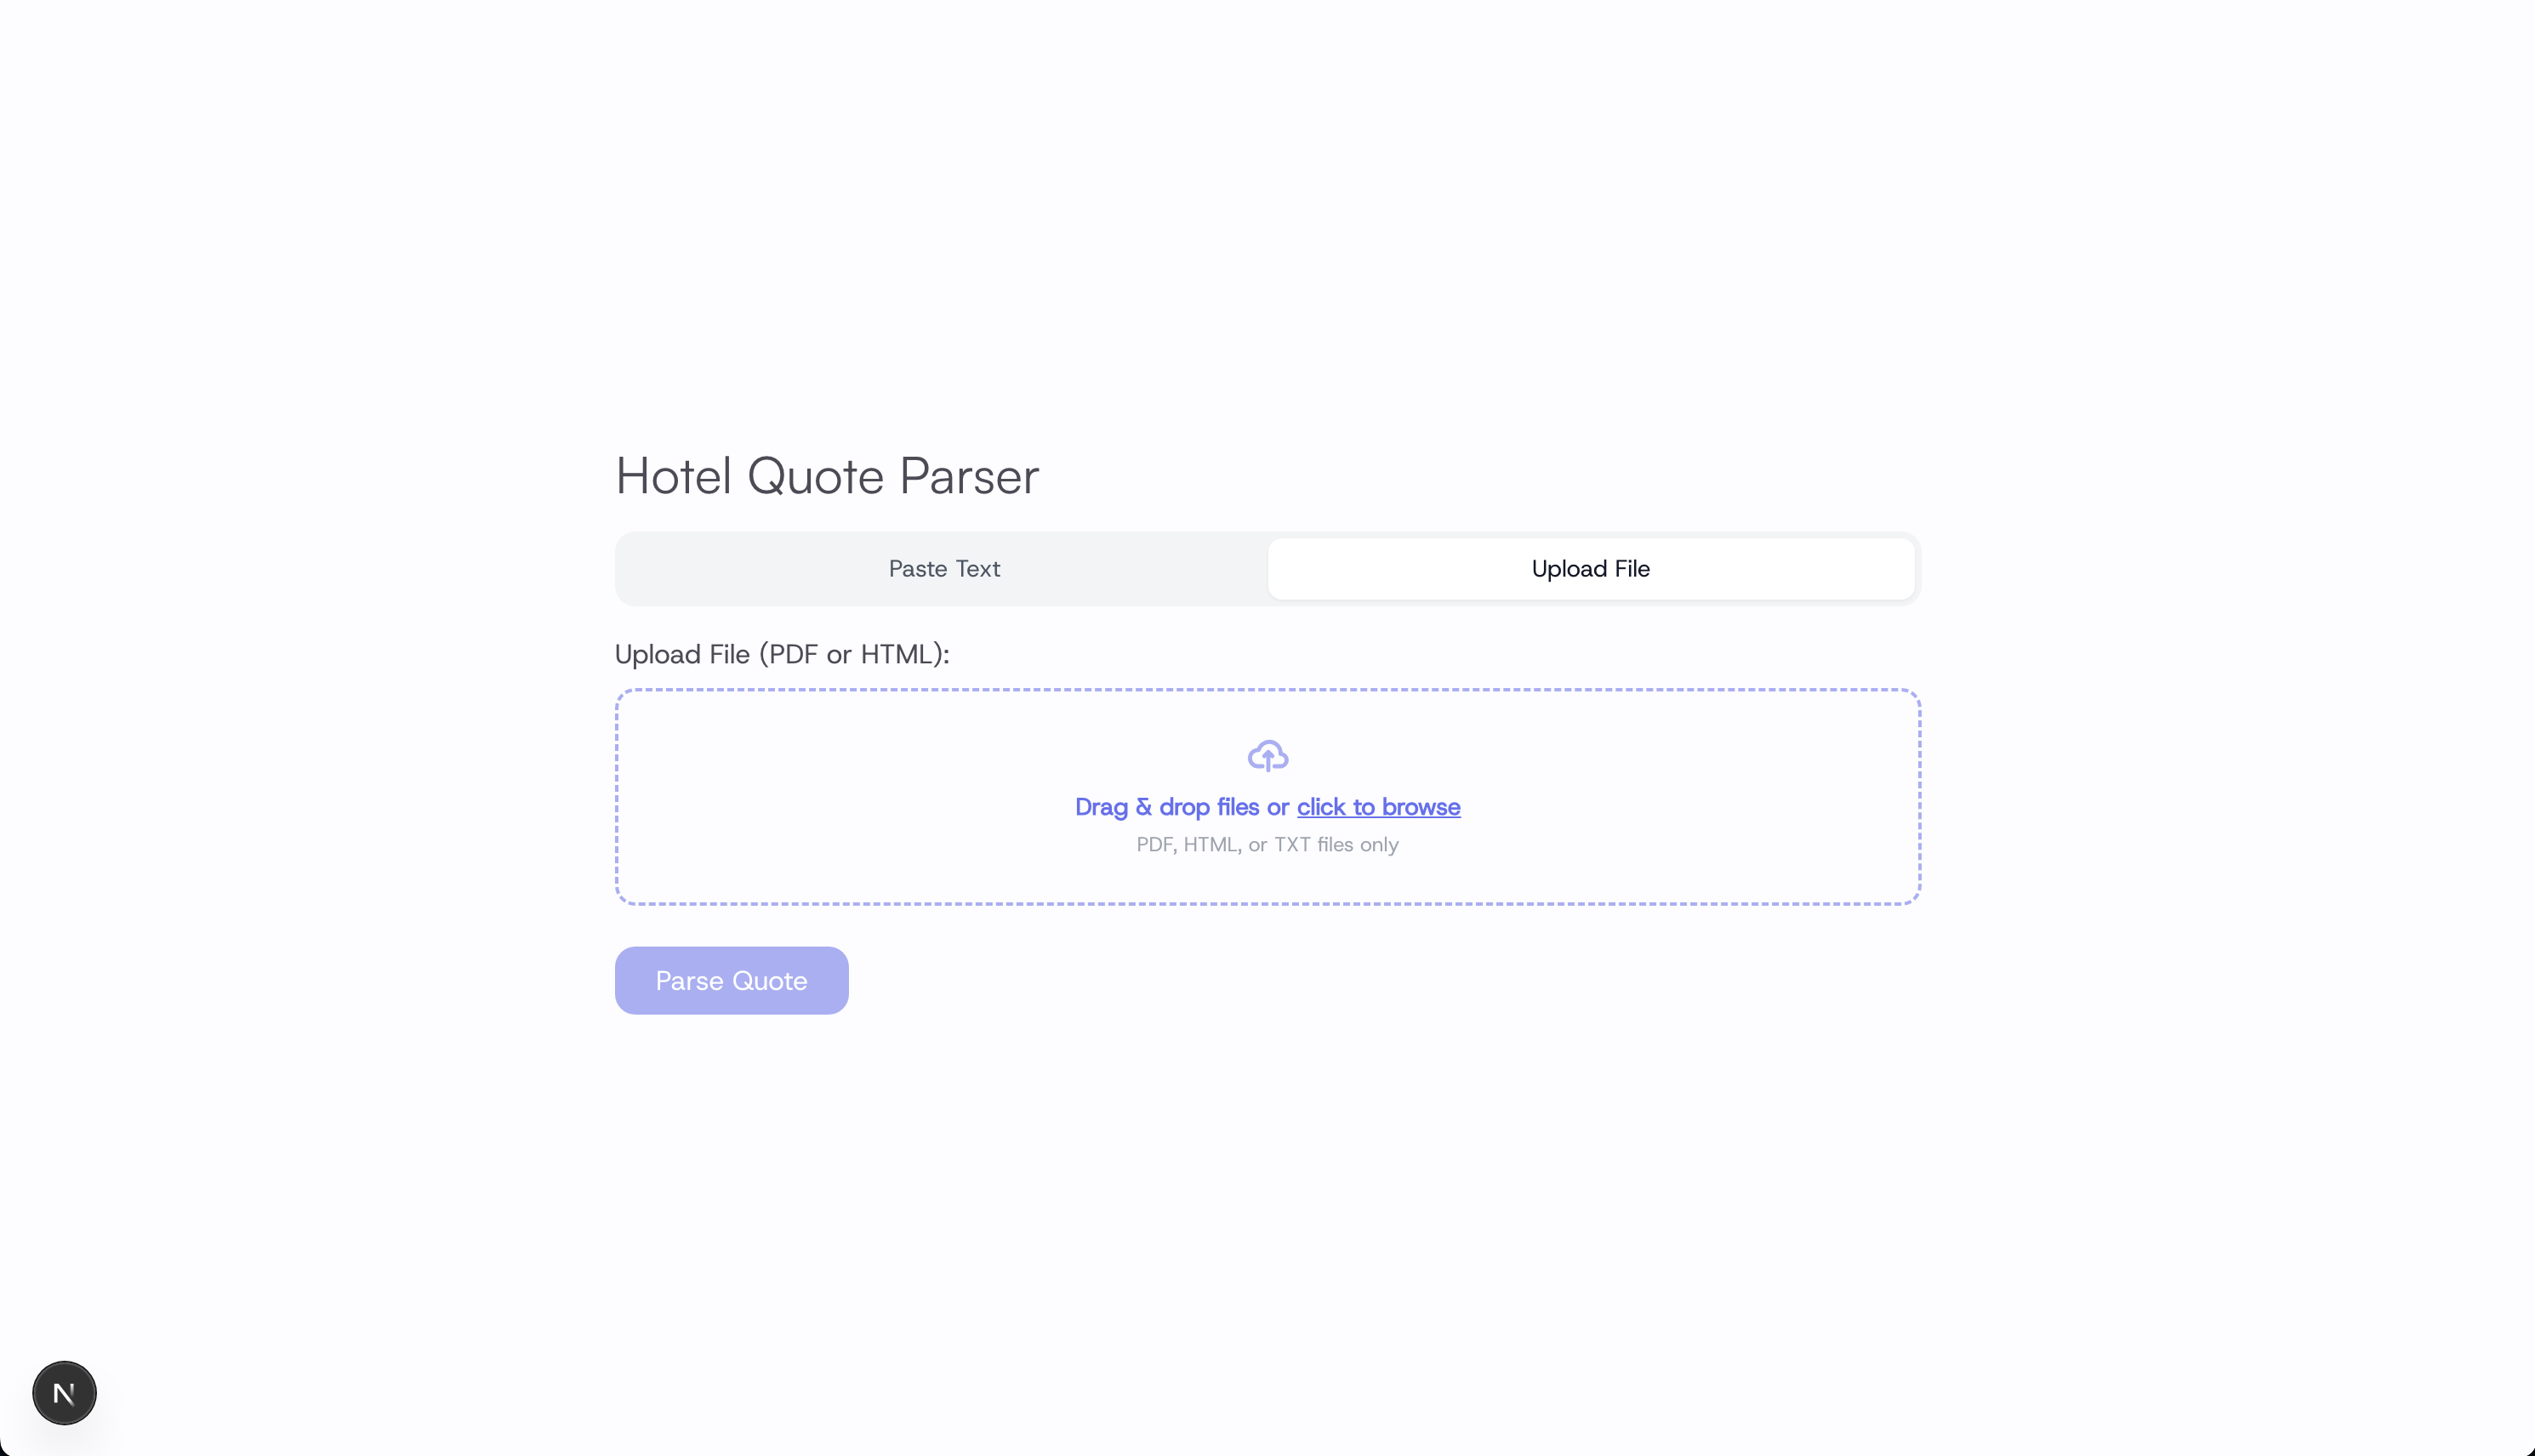 Hotel Quote Parser
Paste Text
Upload File
Upload File (PDF or HTML):
Drag & drop files or click to browse
PDF, HTML, or TXT files only
Parse Quote
N